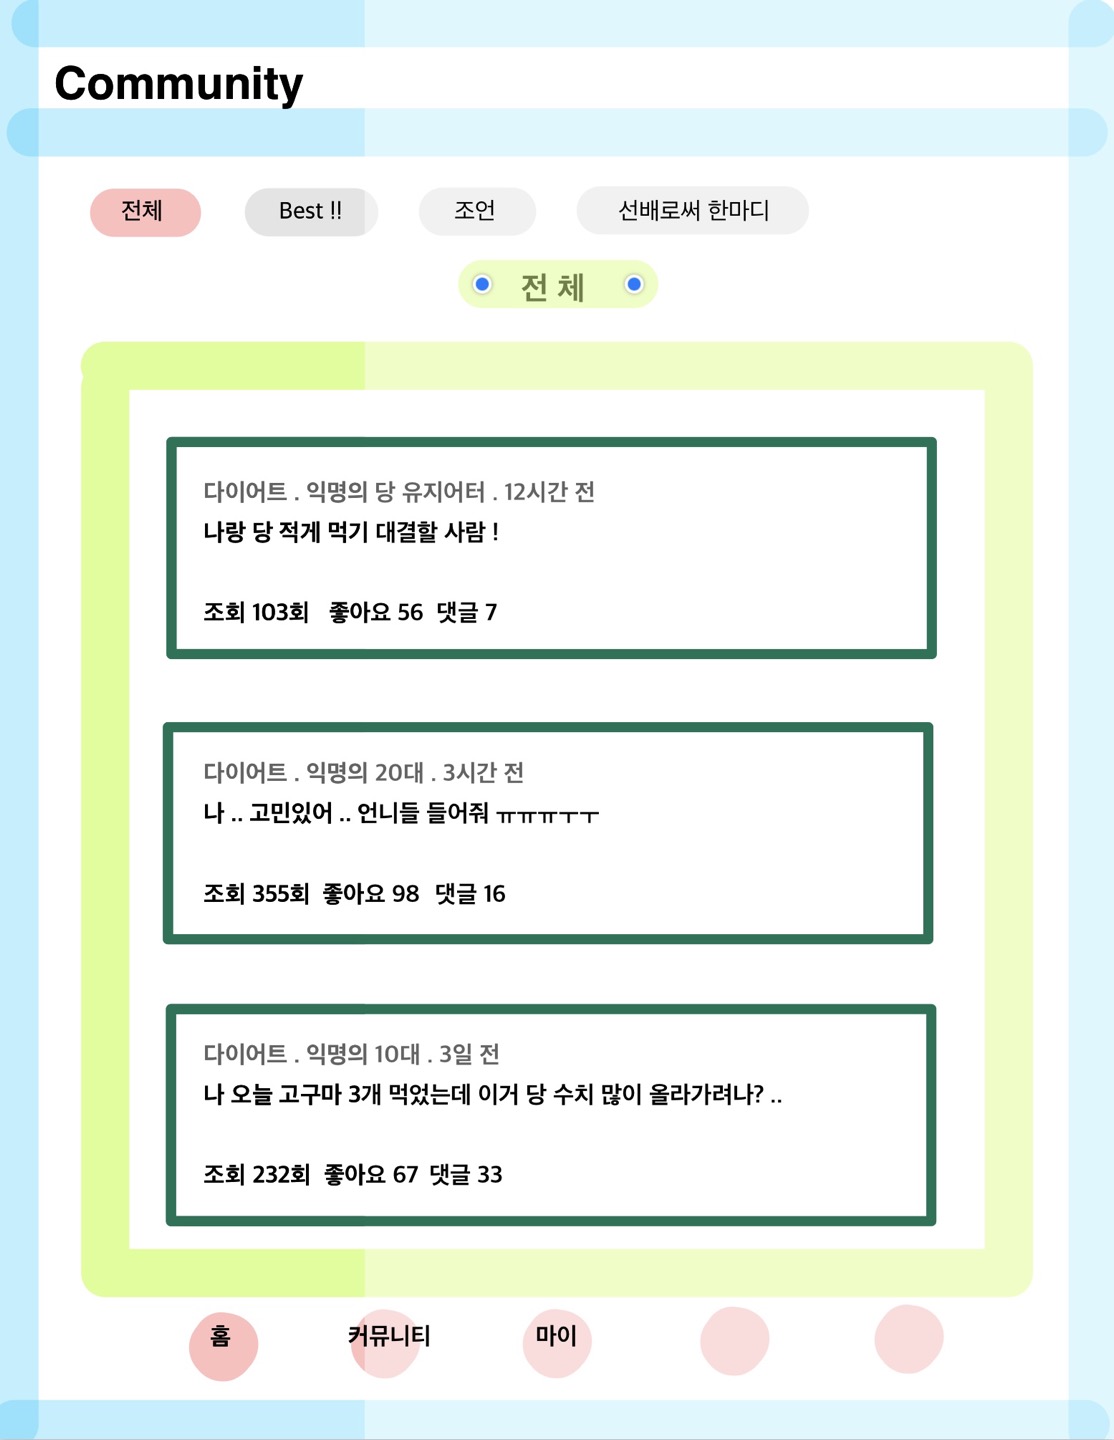 Community
전체 Best !! 조언 선배로써 한마디
전 체
다이어트 . 익명의 당 유지어터 . 12시간 전
나랑 당 적게 먹기 대결할 사람 !
조회 103회 좋아요 56 댓글 7
다이어트 . 익명의 20대 . 3시간 전
나 .. 고민있어 .. 언니들 들어줘 ㅠㅠㅠㅜㅜ
조회 355회 좋아요 98 댓글 16
다이어트 . 익명의 10대 . 3일 전
나 오늘 고구마 3개 먹었는데 이거 당 수치 많이 올라가려나? ..
조회 232회 좋아요 67 댓글 33
홈 커뮤니티 마이